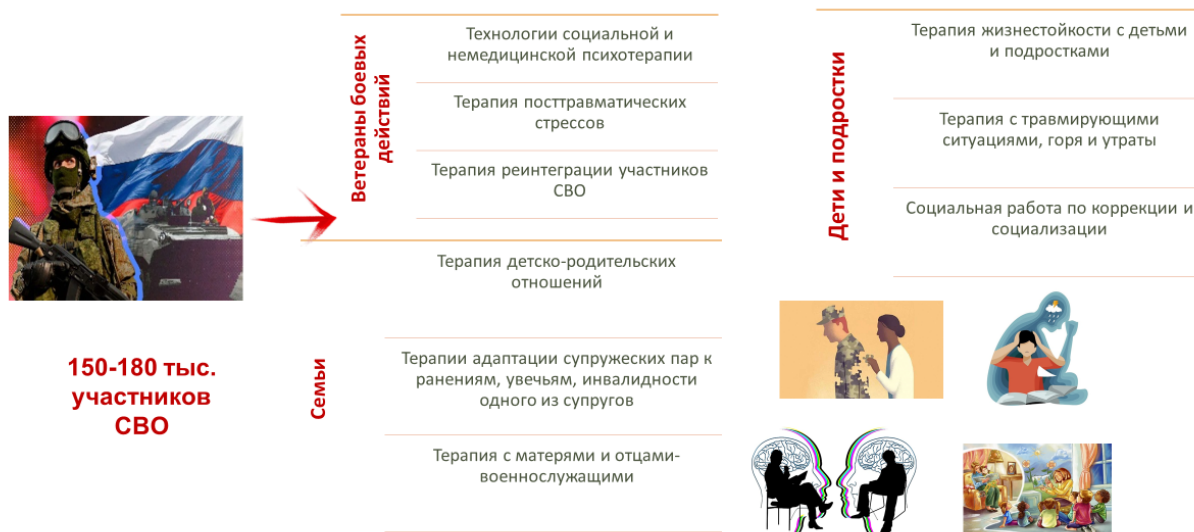 150-180 тыс.
участников
СВО
Ветераны боевых
действий
Технологии социальной и
немедицинской психотерапии
Терапия посттравматических
стрессов
Терапия реинтеграции участников
СВО
Семьи
Терапия детско-родительских
отношений
Терапии адаптации супружеских пар к
ранениям, увечьям, инвалидности
одного из супругов
Терапия с матерями и отцами-
военнослужащими
Дети и подростки
Терапия жизнестойкости с детьми
и подростками
Терапия с травмирующими
ситуациями, горя и утраты
Социальная работа по коррекции и
социализации